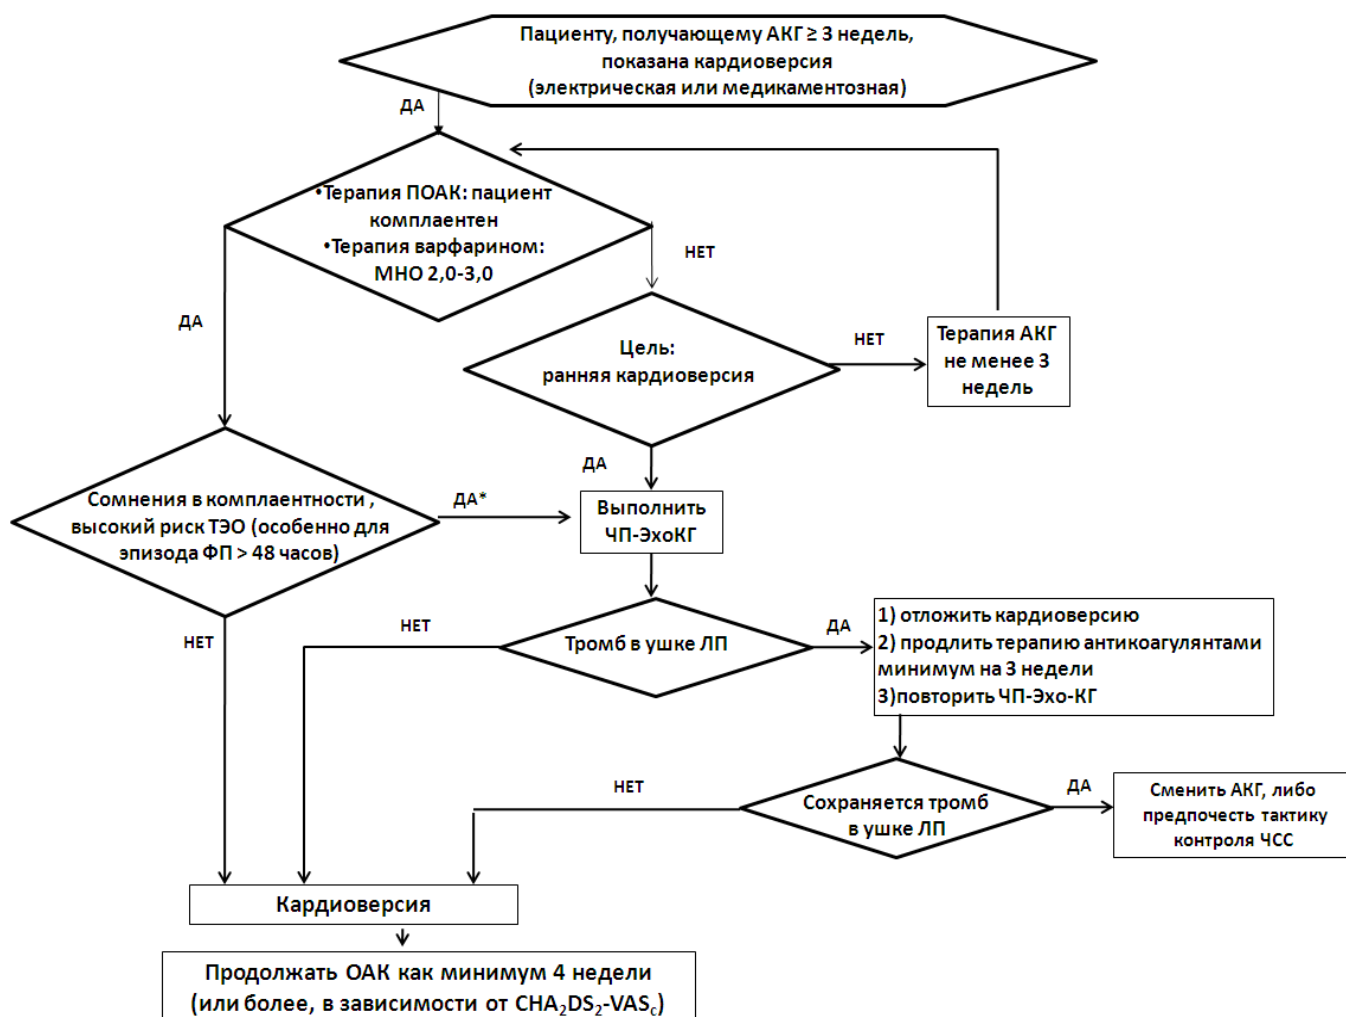 Пациенту, получающему АКГ ≥ 3 недель,
показана кардиоверсия
(электрическая или медикаментозная)
ДА
•Терапия ПОАК: пациент
комплаентен
•Терапия варфарином:
МНО 2,0-3,0
НЕТ
ДА
Цель:
ранняя кардиоверсия
НЕТ
Терапия АКГ
не менее 3
недель
ДА
Сомнения в комплаентности ,
высокий риск ТЭО (особенно для
эпизода ФП > 48 часов)
ДА*
Выполнить
ЧП-ЭхоКГ
НЕТ
НЕТ
Тромб в ушке ЛП
ДА
1) отложить кардиоверсию
2) продлить терапию антикоагулянтами
минимум на 3 недели
3)повторить ЧП-Эхо-КГ
НЕТ
Сохраняется тромб
в ушке ЛП
ДА
Сменить АКГ, либо
предпочесть тактику
контроля ЧСС
Кардиоверсия
Продолжать ОАК как минимум 4 недели
(или более, в зависимости от CHA₂DS₂-VASc)